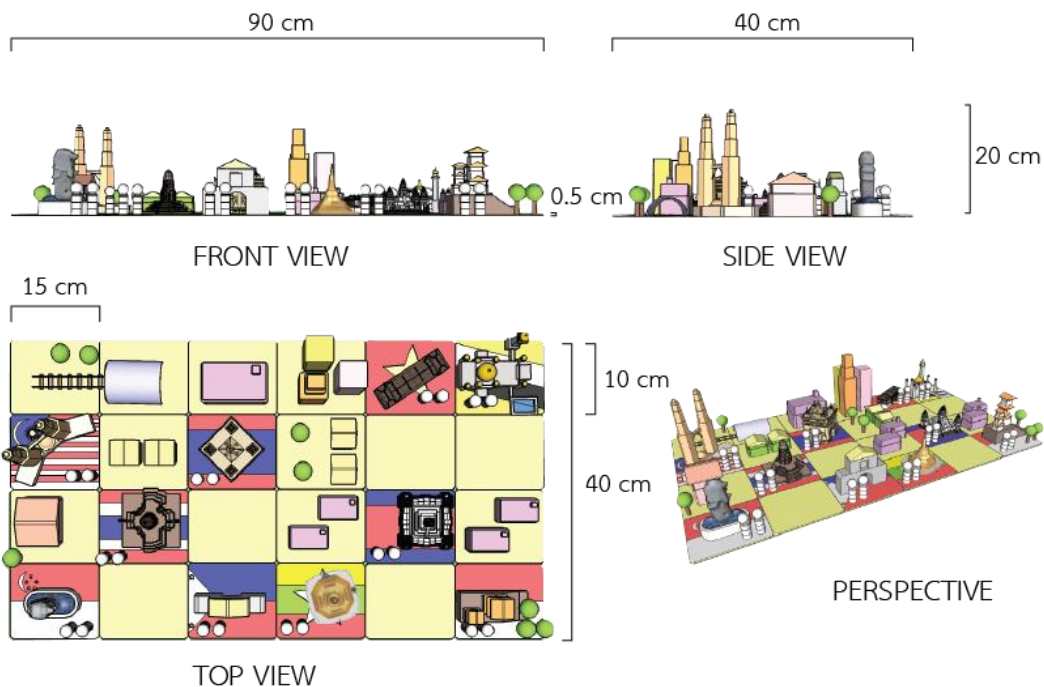 90 cm
40 cm
20 cm
0.5 cm
FRONT VIEW
SIDE VIEW
15 cm
10 cm
40 cm
PERSPECTIVE
TOP VIEW